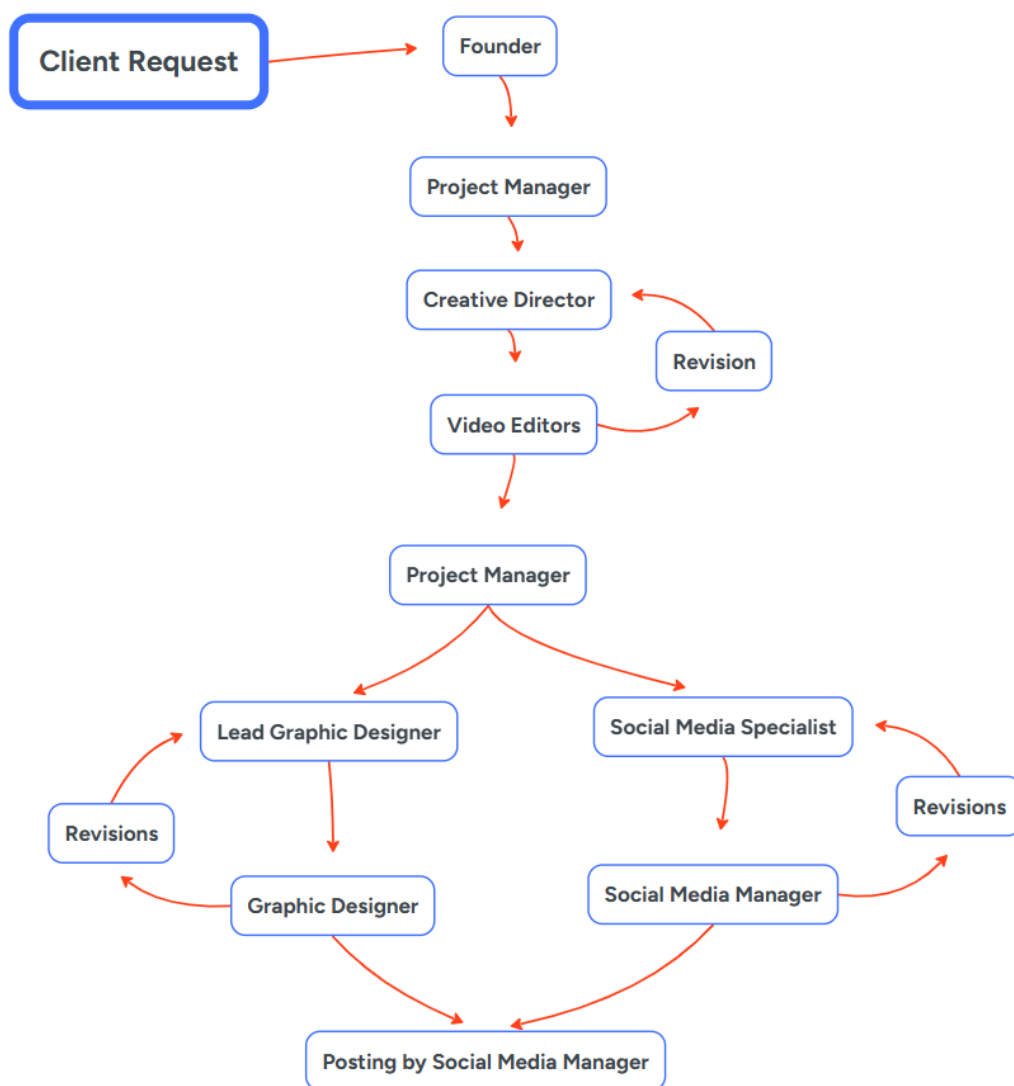 Client Request
Founder
Project Manager
Creative Director
Revision
Video Editors
Project Manager
Lead Graphic Designer
Social Media Specialist
Revisions
Revisions
Graphic Designer
Social Media Manager
Posting by Social Media Manager